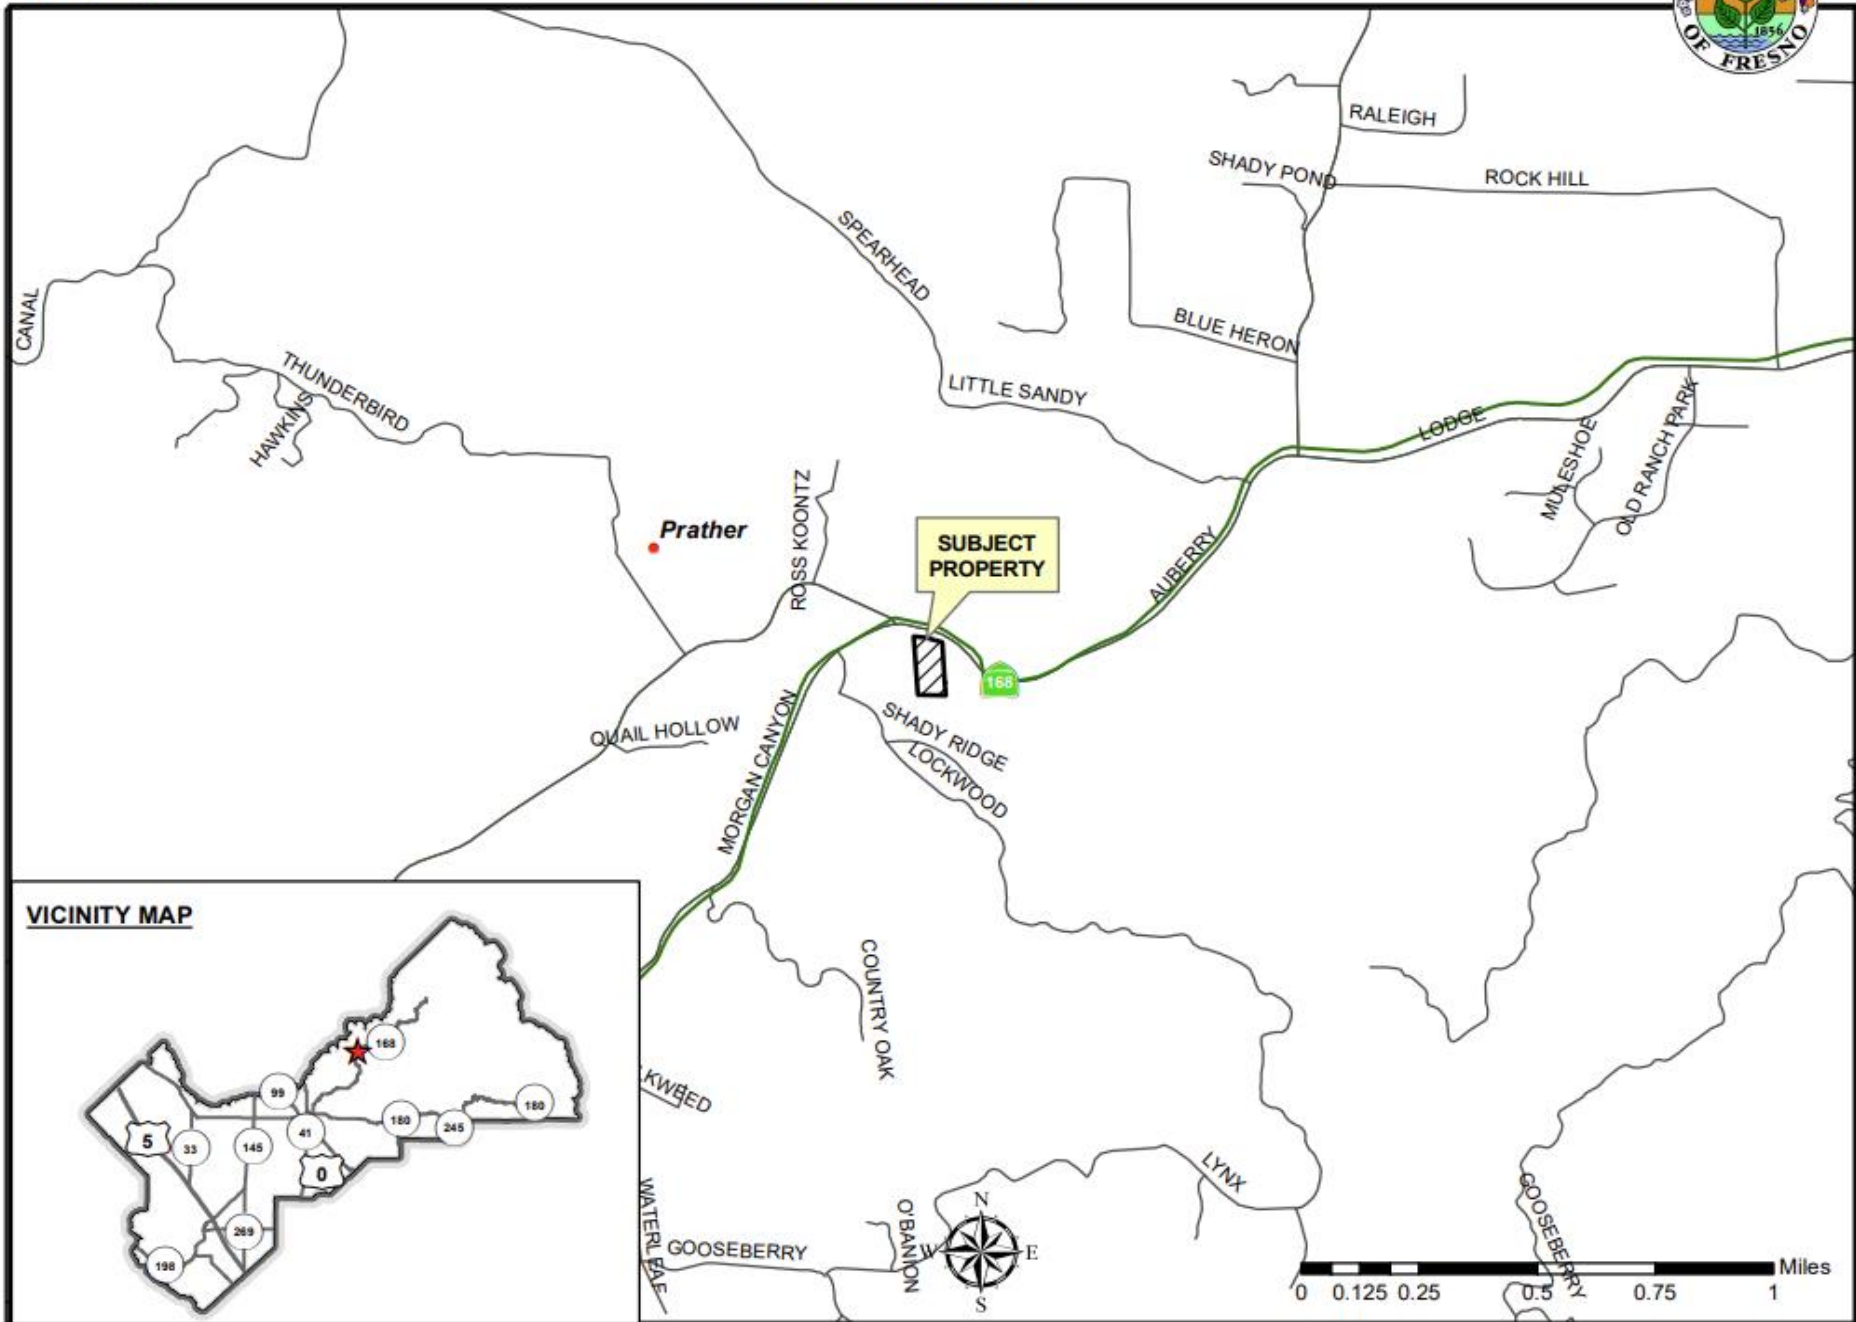 OF FRESNO
1856
RALEIGH
SHADY POND
ROCK HILL
SPEARHEAD
CANAL
BLUE HERON
THUNDERBIRD
HAWKINS
LITTLE SANDY
LODGE
MULESHOE
OLD RANCH PARK
Prather
ROSS KOONTZ
SUBJECT
PROPERTY
AUBERRY
168
QUAIL HOLLOW
MORGAN CANYON
SHADY RIDGE
LOCKWOOD
COUNTRY OAK
LKWEED
WATERLEAF
GOOSEBERRY
O'BANION
LYNX
GOOSEBERRY
N
W E
S
Miles
0 0.125 0.25 0.5 0.75 1
VICINITY MAP
168
99
180
180
245
41
5
33
145
0
269
198